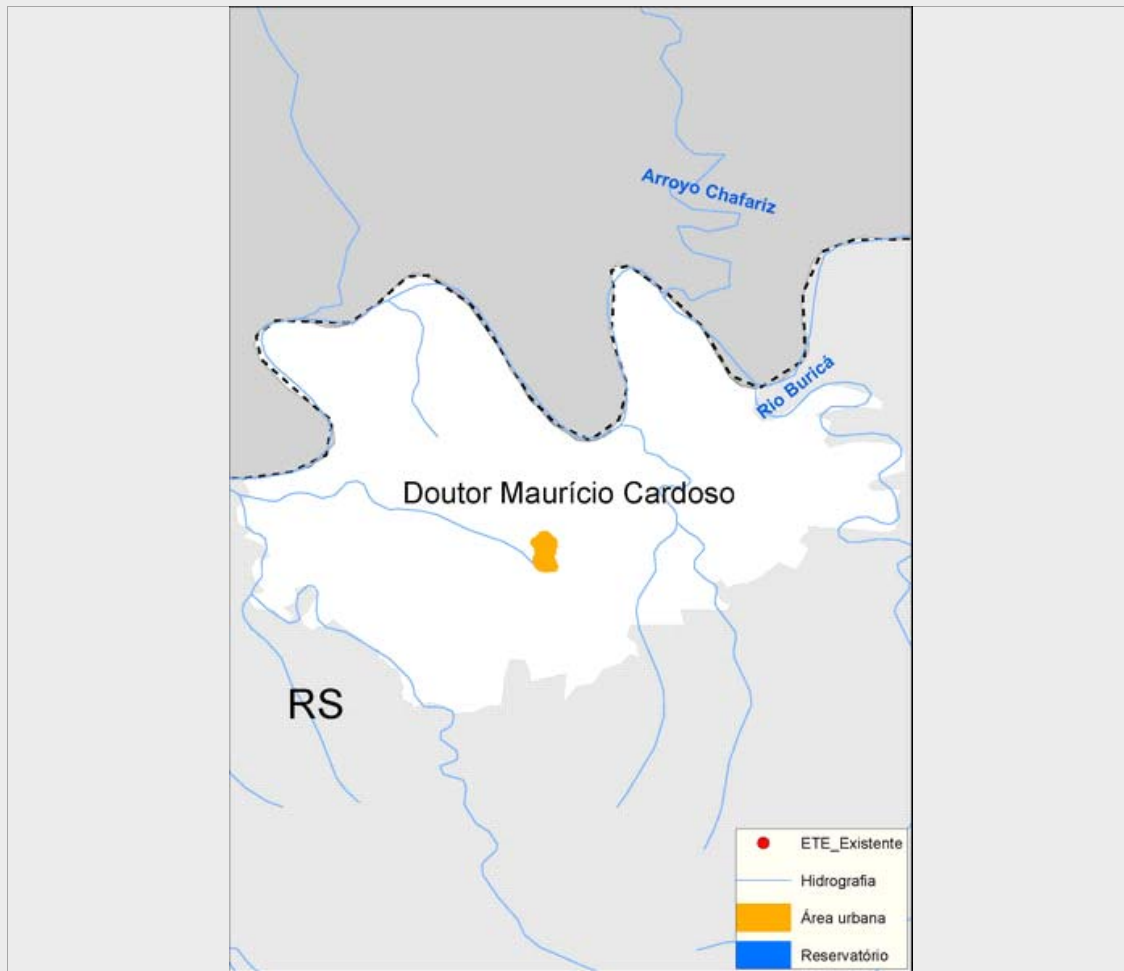 Arroyo Chafariz
Rio Buricá
Doutor Maurício Cardoso
RS
ETE_Existente
Hidrografia
Área urbana
Reservatório